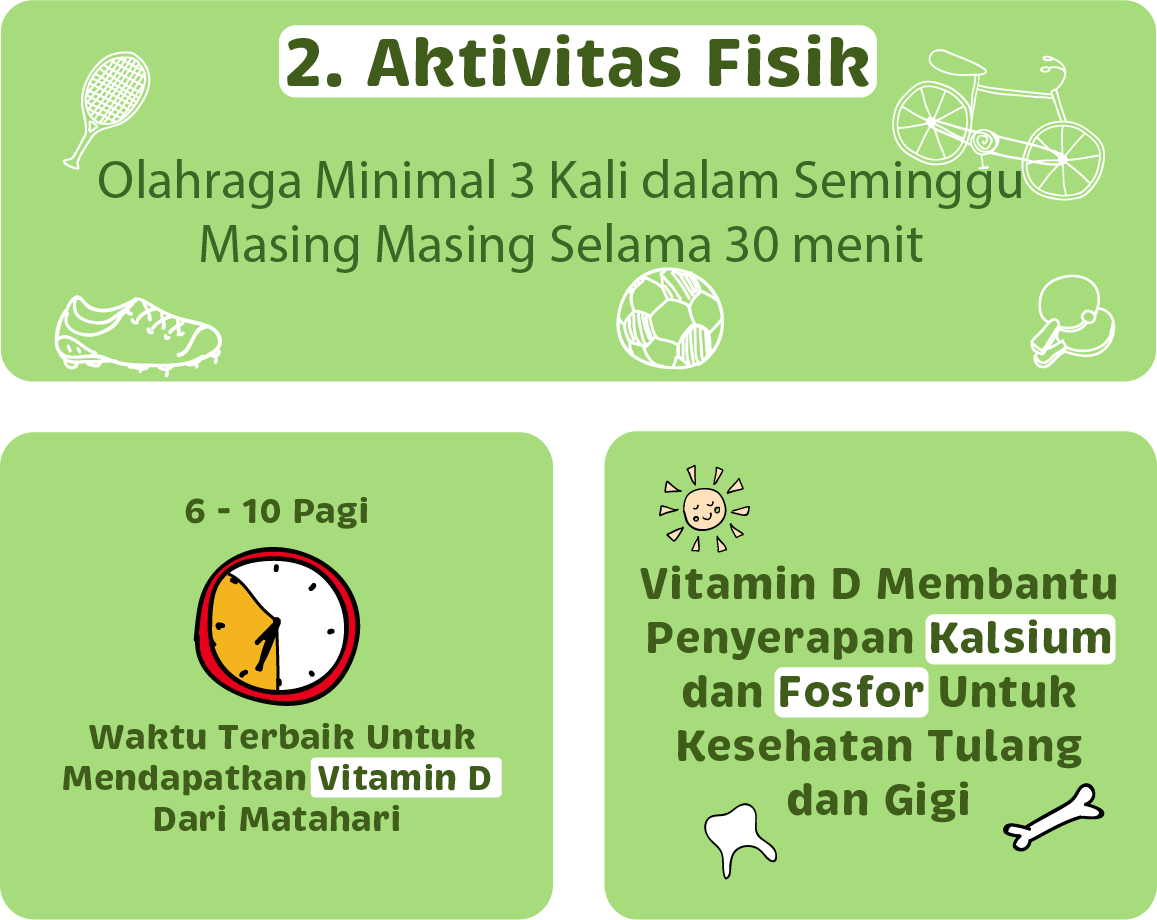 2. Aktivitas Fisik
Olahraga Minimal 3 Kali dalam Seminggu
Masing Masing Selama 30 menit
6 - 10 Pagi
Waktu Terbaik Untuk
Mendapatkan Vitamin D
Dari Matahari
Vitamin D Membantu
Penyerapan Kalsium
dan Fosfor Untuk
Kesehatan Tulang
dan Gigi